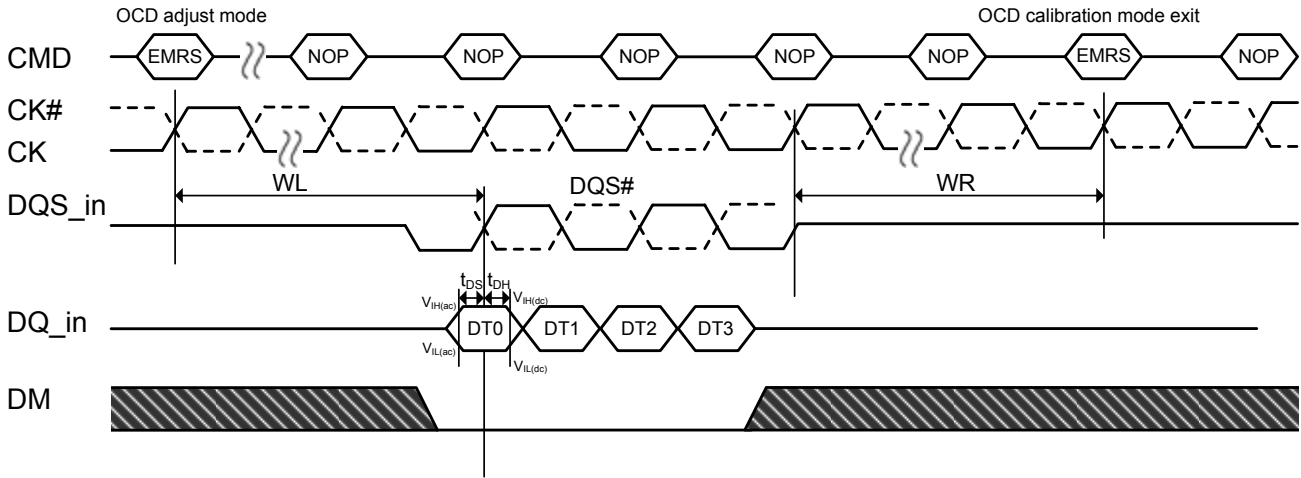 OCD adjust mode
OCD calibration mode exit
CMD
EMRS NOP NOP NOP NOP NOP EMRS NOP
CK#
CK
WL
DQS#
WR
DQS_in
tDS tDH
VIH(ac) VIH(dc)
DQ_in
DT0 DT1 DT2 DT3
VIL(ac)
VIL(dc)
DM